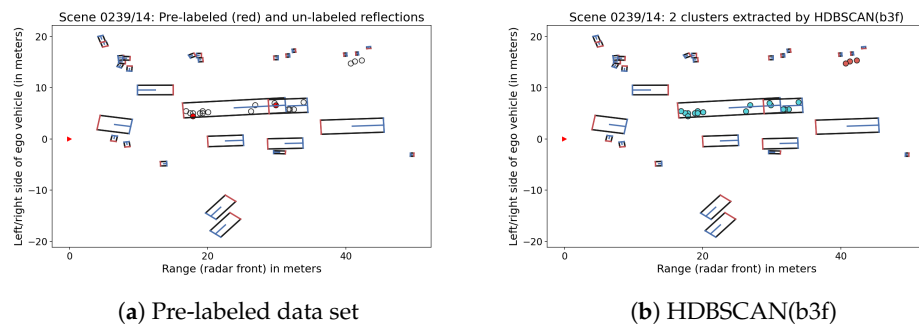 Scene 0239/14: Pre-labeled (red) and un-labeled reflections
Left/right side of ego vehicle (in meters)
20
10
0
−10
−20
0
20
40
Range (radar front) in meters
(a) Pre-labeled data set
Scene 0239/14: 2 clusters extracted by HDBSCAN(b3f)
Left/right side of ego vehicle (in meters)
20
10
0
−10
−20
0
20
40
Range (radar front) in meters
(b) HDBSCAN(b3f)